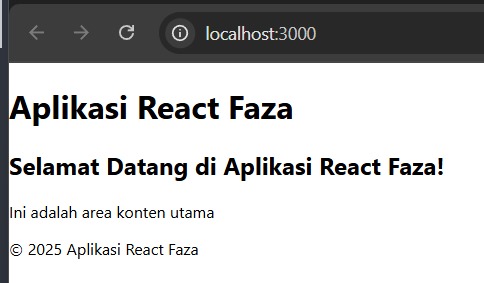 localhost:3000
Aplikasi React Faza
Selamat Datang di Aplikasi React Faza!
Ini adalah area konten utama
© 2025 Aplikasi React Faza